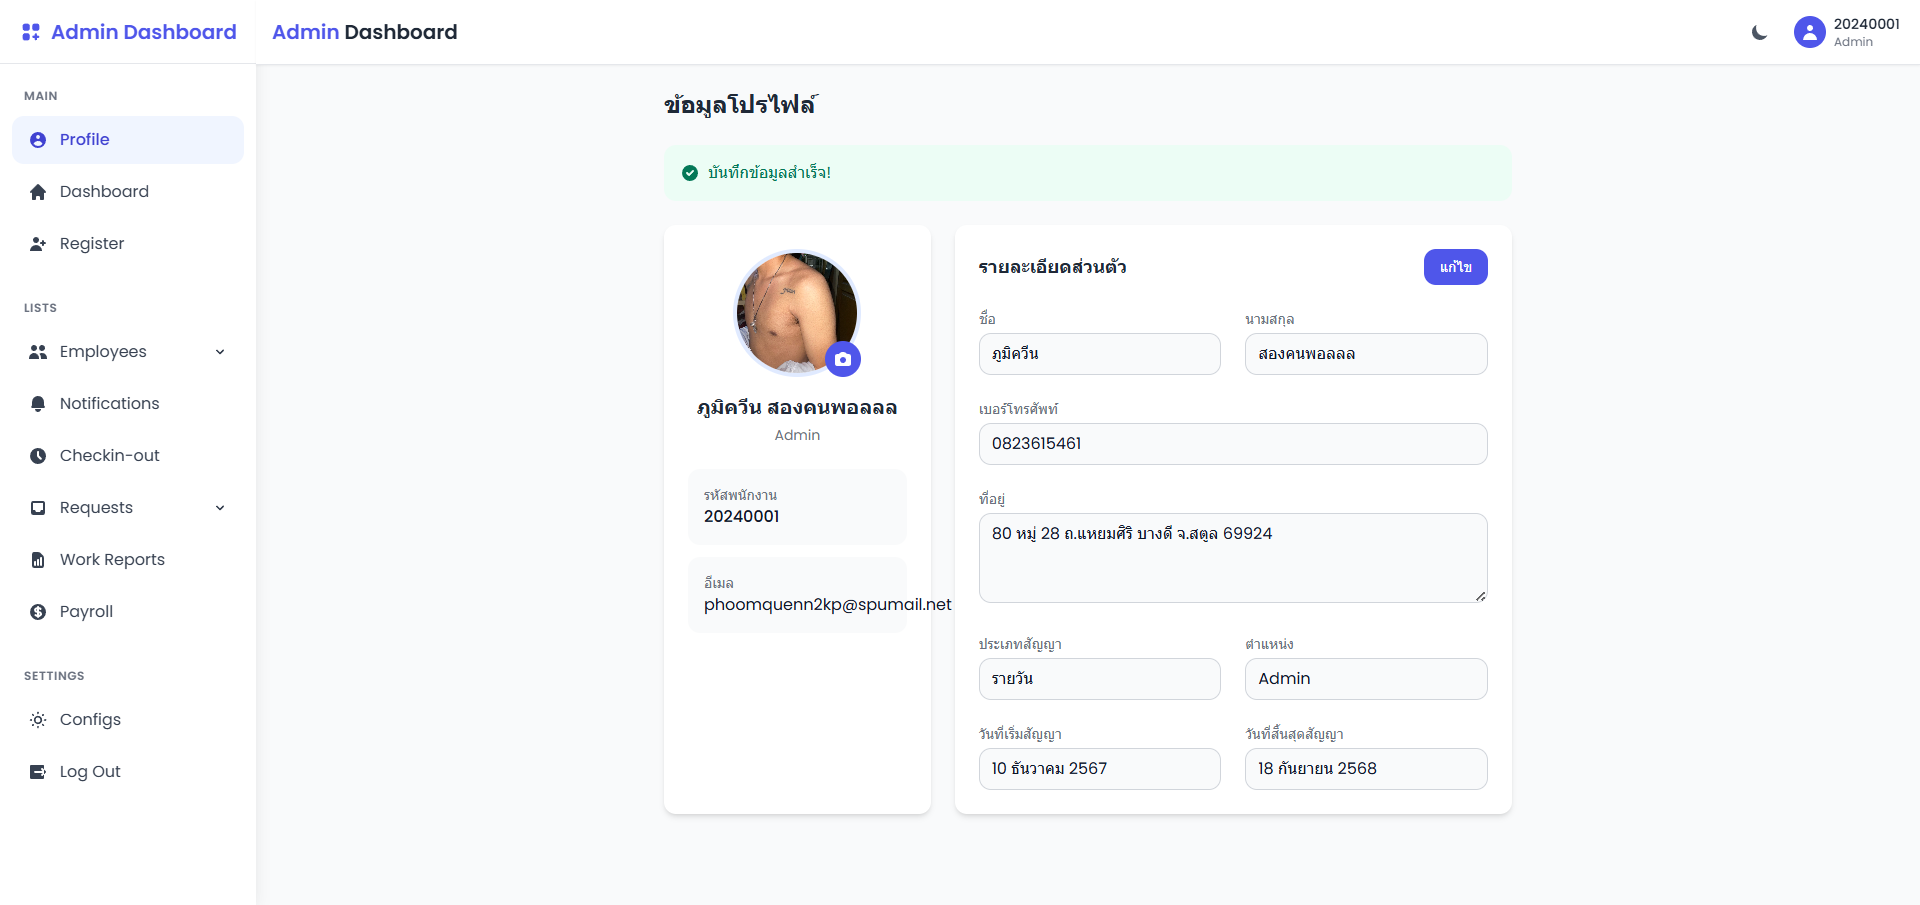 Admin Dashboard
Admin Dashboard
20240001
Admin
MAIN
Profile
Dashboard
Register
LISTS
Employees
Notifications
Checkin-out
Requests
Work Reports
Payroll
SETTINGS
Configs
Log Out
ข้อมูลโปรไฟล์
บันทึกข้อมูลสำเร็จ!
ภูมิควีน สองคนพอลลล
Admin
รหัสพนักงาน
20240001
อีเมล
phoomquenn2kp@spumail.net
รายละเอียดส่วนตัว
แก้ไข
ชื่อ
นามสกุล
ภูมิควีน
สองคนพอลลล
เบอร์โทรศัพท์
0823615461
ที่อยู่
80 หมู่ 28 ถ.แหยมศิริ บางดี จ.สตูล 69924
ประเภทสัญญา
ตำแหน่ง
รายวัน
Admin
วันที่เริ่มสัญญา
วันที่สิ้นสุดสัญญา
10 ธันวาคม 2567
18 กันยายน 2568